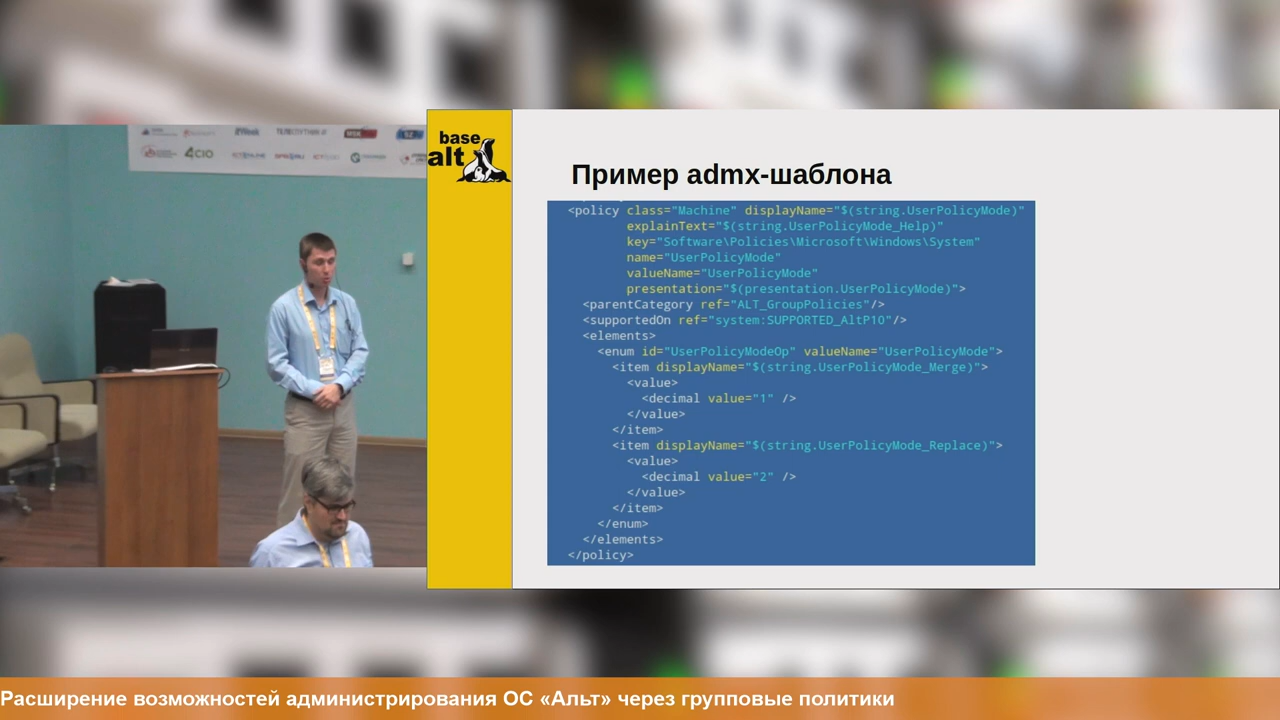 base
alt
Пример admx-шаблона
<policy class="Machine" displayName="$(string.UserPolicyMode)"
explainText="$(string.UserPolicyMode_Help)"
key="Software\Policies\Microsoft\Windows\System"
name="UserPolicyMode"
valueName="UserPolicyMode"
presentation="$(presentation.UserPolicyMode)">
<parentCategory ref="ALT_GroupPolicies"/>
<supportedOn ref="system:SUPPORTED_AltP10"/>
<elements>
<enum id="UserPolicyModeOp" valueName="UserPolicyMode">
<item displayName="$(string.UserPolicyMode_Merge)">
<value>
<decimal value="1" />
</value>
</item>
<item displayName="$(string.UserPolicyMode_Replace)">
<value>
<decimal value="2" />
</value>
</item>
</enum>
</elements>
</policy>
Расширение возможностей администрирования ОС «Альт» через групповые политики